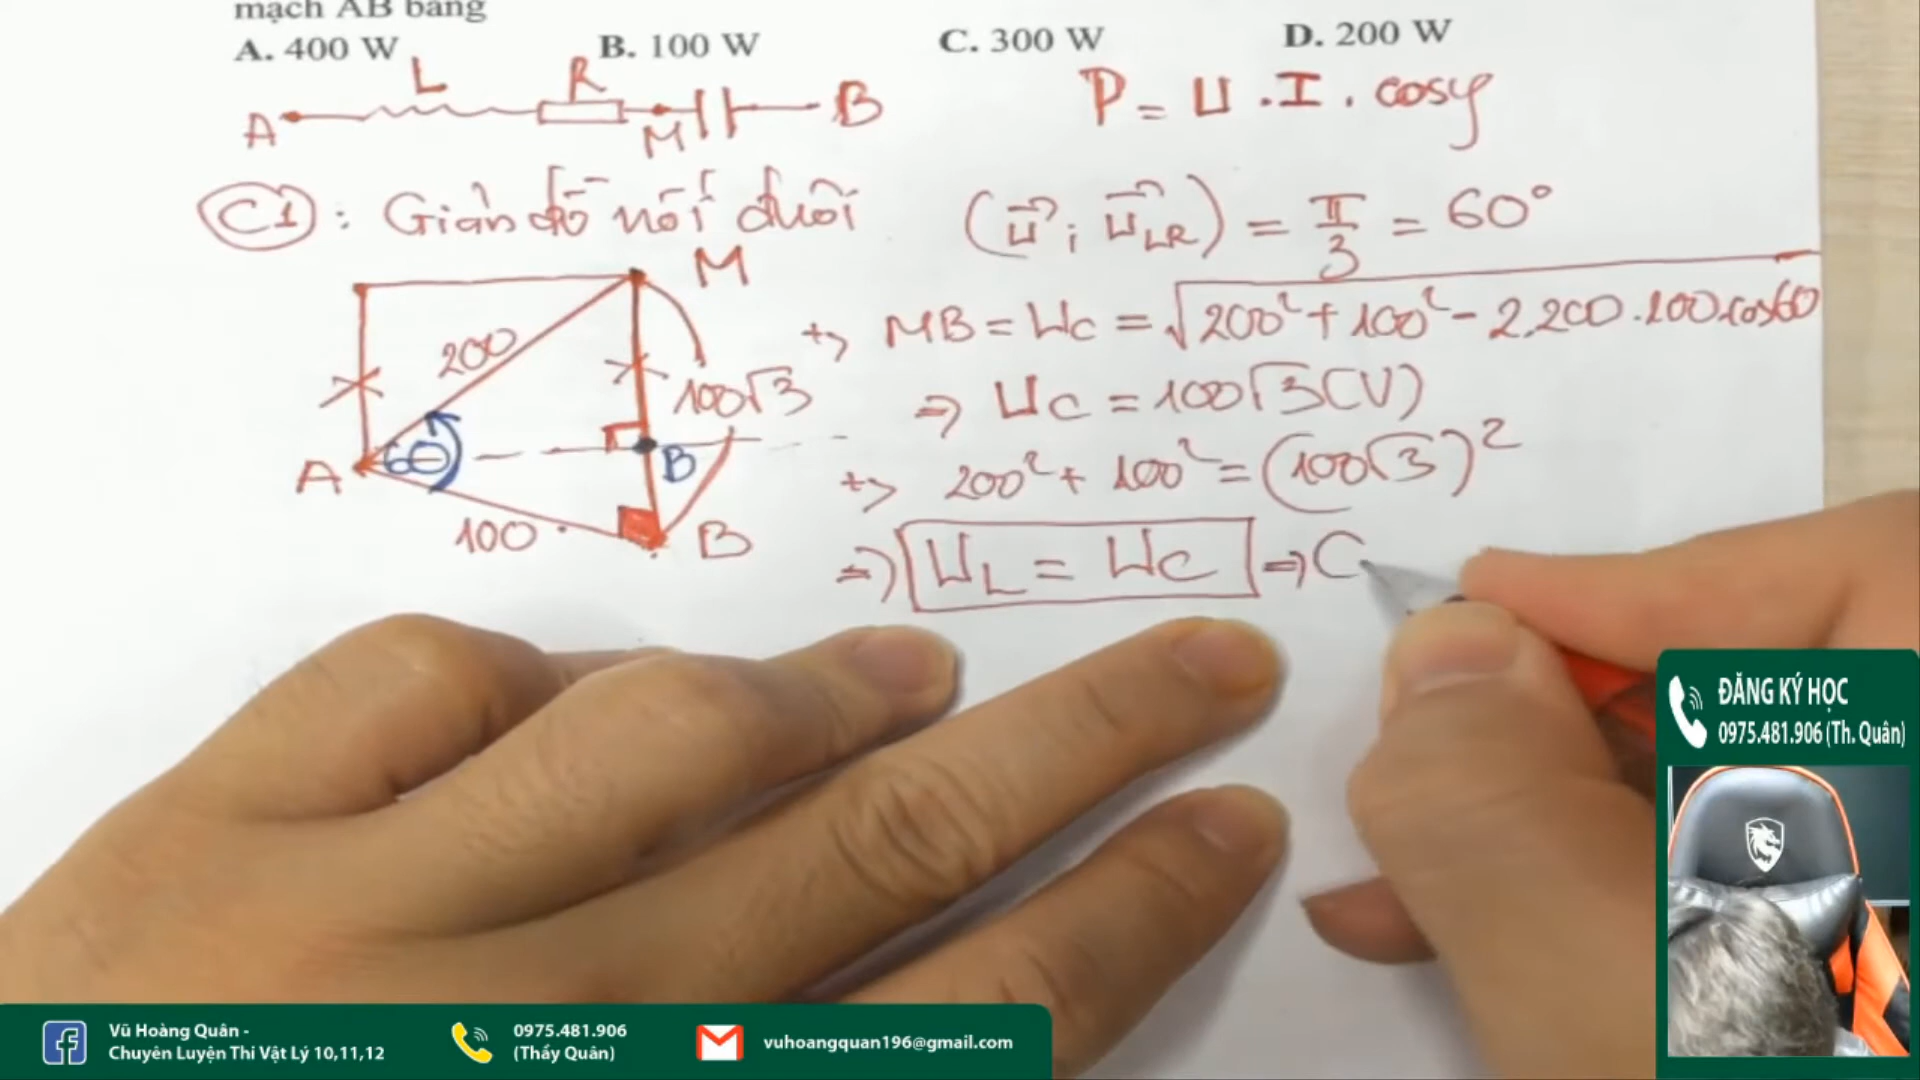 mạch AB bằng
A. 400 W B. 100 W C. 300 W D. 200 W
A L R M B
P = U . I . cosφ
C1 : Giản đồ nối đuôi
(U⃗ ; U⃗LR) = π/3 = 60°
M
200
+> MB = UC = √200² + 100² - 2.200.100.cos60
100√3
=> UC = 100√3 (V)
A 60 B
+> 200² + 100² = (100√3)²
100 B
=> UL = UC => C
ĐĂNG KÝ HỌC
0975.481.906 (Th. Quân)
Vũ Hoàng Quân -
Chuyên Luyện Thi Vật Lý 10,11,12
0975.481.906
(Thầy Quân)
vuhoangquan196@gmail.com